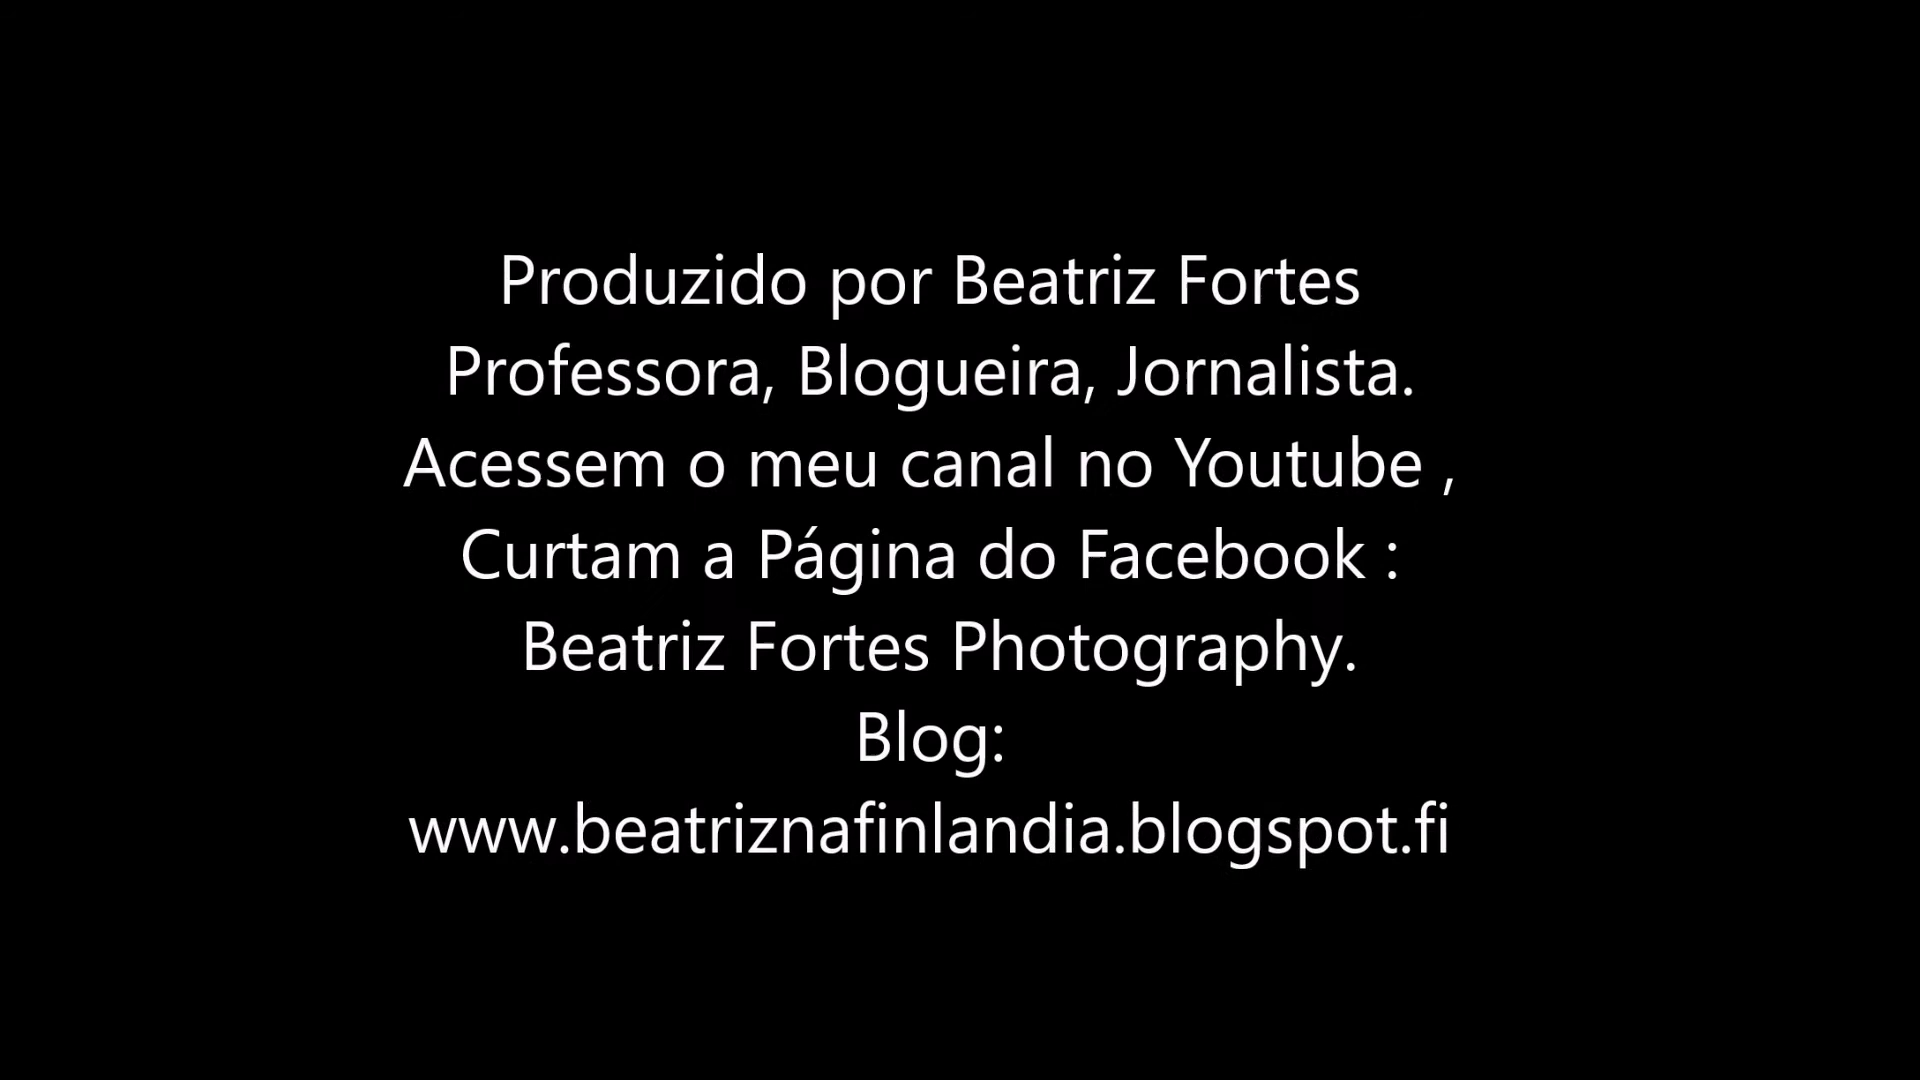 Produzido por Beatriz Fortes
Professora, Blogueira, Jornalista.
Acessem o meu canal no Youtube ,
Curtam a Página do Facebook :
Beatriz Fortes Photography.
Blog:
www.beatriznafinlandia.blogspot.fi